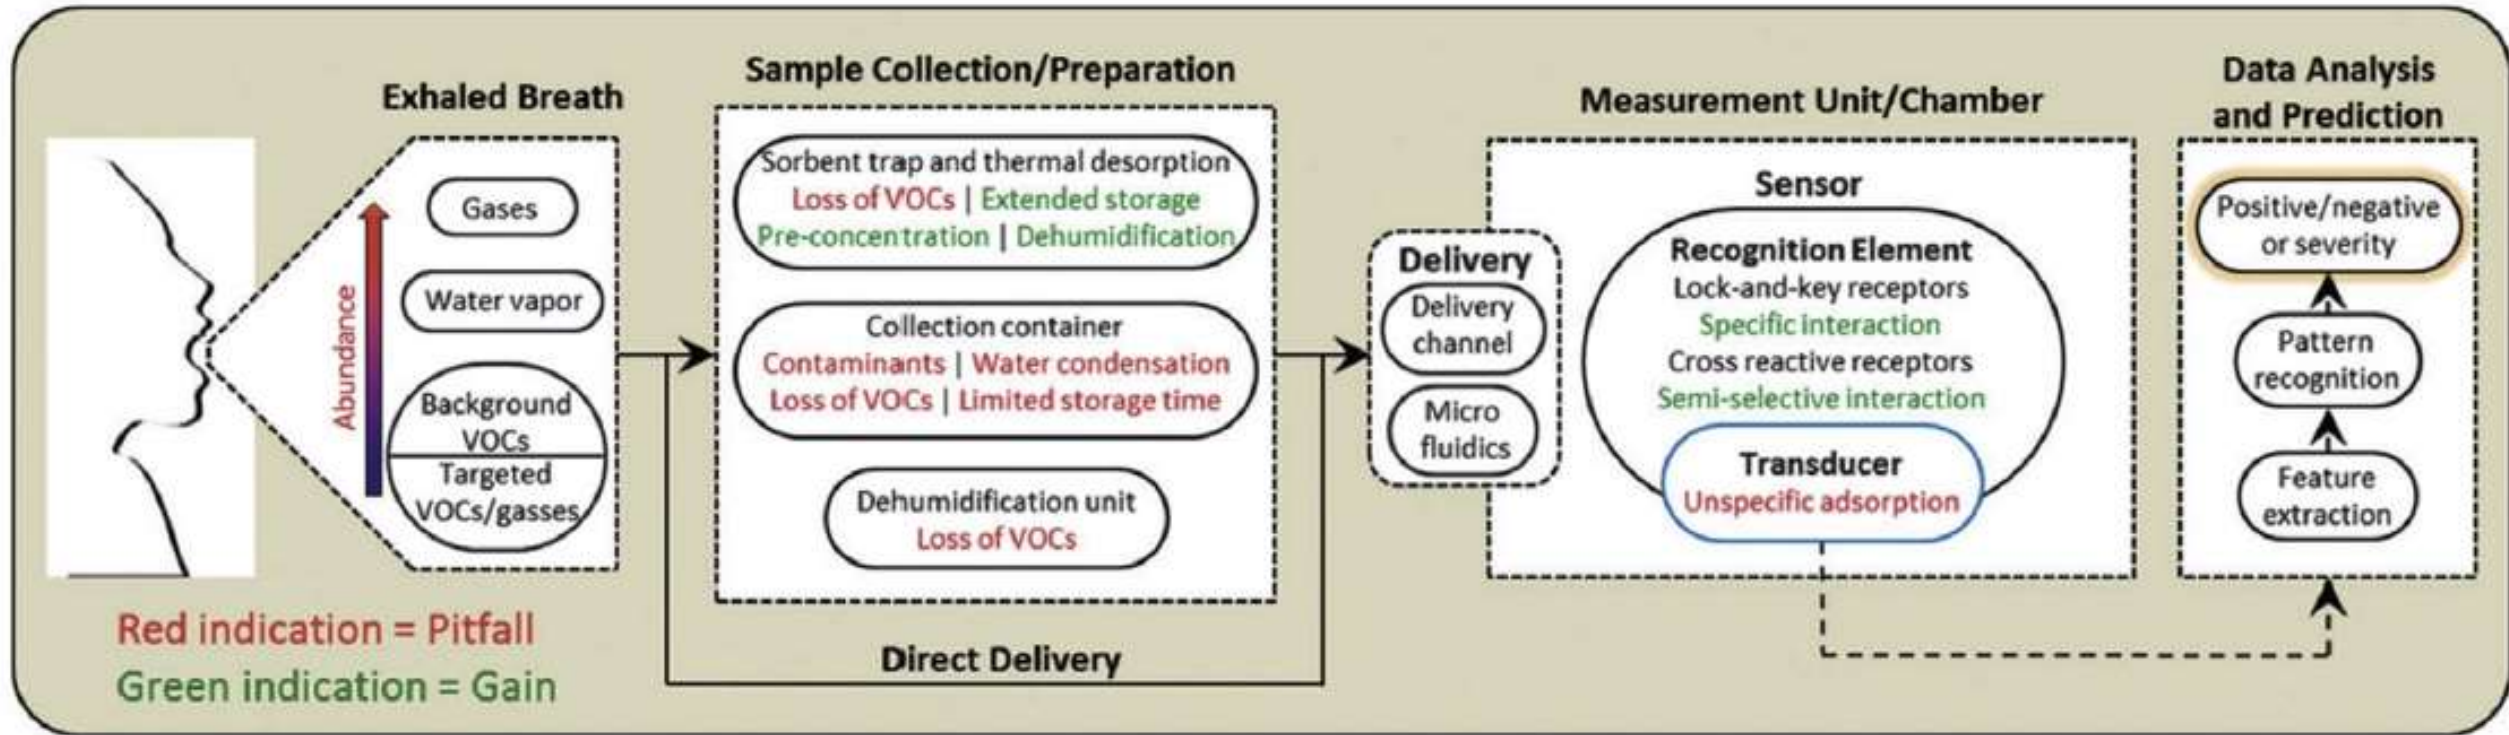 Exhaled Breath
Abundance
Gases
Water vapor
Background
VOCs
Targeted
VOCs/gasses
Red indication = Pitfall
Green indication = Gain
Sample Collection/Preparation
Sorbent trap and thermal desorption
Loss of VOCs | Extended storage
Pre-concentration | Dehumidification
Collection container
Contaminants | Water condensation
Loss of VOCs | Limited storage time
Dehumidification unit
Loss of VOCs
Direct Delivery
Measurement Unit/Chamber
Delivery
Delivery
channel
Micro
fluidics
Sensor
Recognition Element
Lock-and-key receptors
Specific interaction
Cross reactive receptors
Semi-selective interaction
Transducer
Unspecific adsorption
Data Analysis
and Prediction
Positive/negative
or severity
Pattern
recognition
Feature
extraction